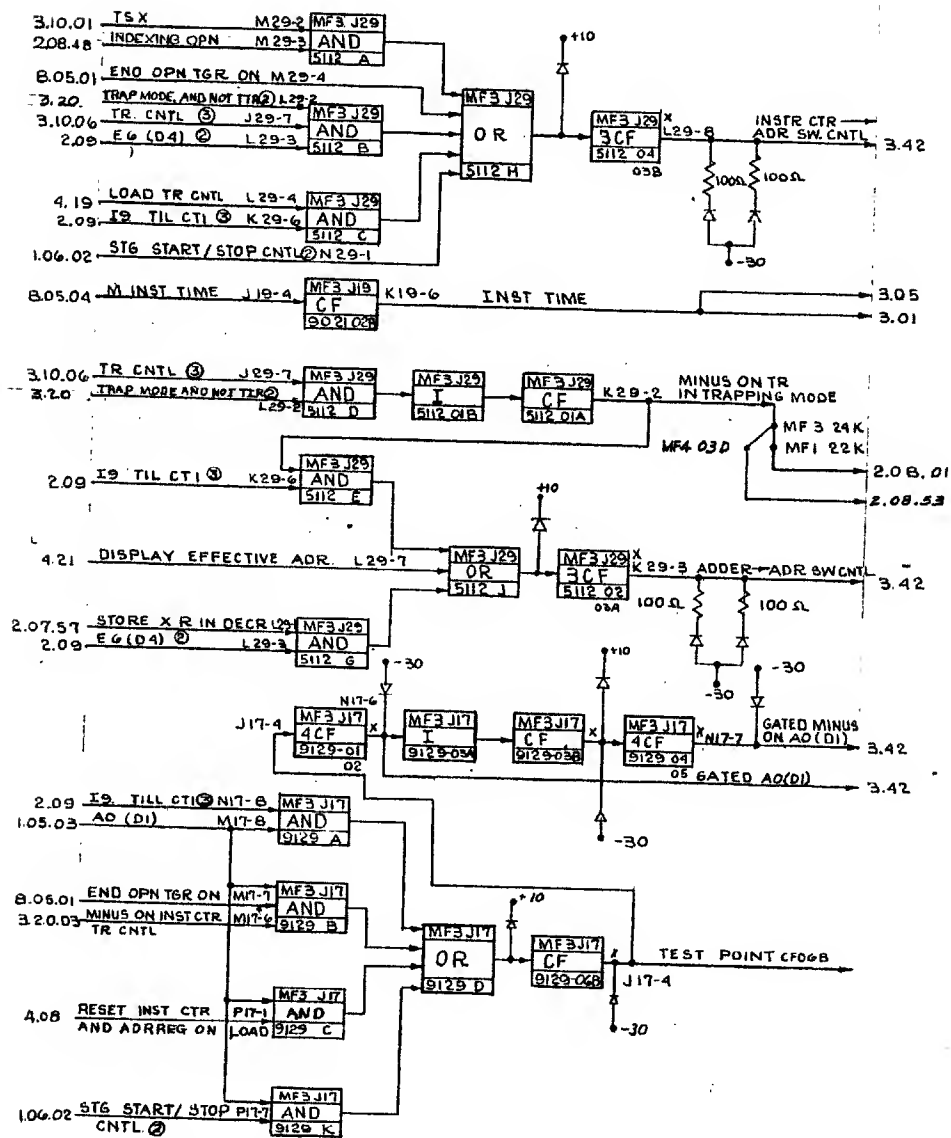 3.10.01 TSX M29-2 MF3 J29
2.08.48 INDEXING OPN M29-3 AND
5112 A
+10
8.05.01 END OPN TGR ON M29-4
3.20. TRAP MODE, AND NOT TTR ② L29-2 MF3 J29
3.10.06 TR. CNTL ③ J29-7 AND
2.09 E6 (D4) ② L29-3 5112 B
MF3 J29
OR
5112 H
MF3 J29 X L29-8
3CF
5112 04
03B
INSTR CTR
ADR SW. CNTL 3.42
100Ω 100Ω
-30
4.19 LOAD TR CNTL L29-4 MF3 J29
2.09 I9 TIL CT1 ③ K29-6 AND
5112 C
1.06.02 STG START/STOP CNTL ② N29-1
8.05.04 M INST TIME J19-4 MF3 J19 K19-6 INST TIME 3.05
CF 3.01
9021 02B
3.10.06 TR CNTL ③ J29-7 MF3 J29
3.20 TRAP MODE AND NOT TTR ② AND
L29-2 5112 D
MF3 J29
I
5112 01B
MF3 J29 K29-2
CF
5112 01A
MINUS ON TR
IN TRAPPING MODE
MF 3 24K
MF4 03D MF1 22K
2.08.01
2.08.53
2.09 I9 TIL CT1 ③ K29-6 MF3 J29
AND
5112 E
+10
4.21 DISPLAY EFFECTIVE ADR. L29-7 MF3 J29
OR
5112 J
MF3 J29 X K29-3 ADDER ADR SW CNTL 3.42
3CF
5112 02
03A
100Ω 100Ω
-30
2.07.57 STORE X R IN DECR MF3 J29
2.09 E6 (D4) ② L29-3 AND
5112 G
-30 +10 -30
N17-6
J17-4 MF3 J17 X
4CF
9129-01
02
MF3 J17
I
9129-03A
MF3 J17 X
CF
9129-03B
MF3 J17 X N17-7
4CF
9129 04
05
GATED MINUS
ON A0 (D1) 3.42
GATED A0(D1) 3.42
-30
2.09 I9 TILL CT1 ③ N17-8 MF3 J17
1.05.03 A0 (D1) M17-8 AND
9129 A
8.05.01 END OPN TGR ON M17-7 MF3 J17
3.20.03 MINUS ON INST CTR M17-6 AND
TR CNTL 9129 B
+10
MF3 J17
OR
9129 D
MF3 J17 X
CF
9129-06B
TEST POINT CF06B
J17-4
-30
4.08 RESET INST CTR P17-1 MF3 J17
AND ADRREG ON LOAD AND
9129 C
1.06.02 STG START/STOP P17-7 MF3 J17
CNTL. ② AND
9129 K